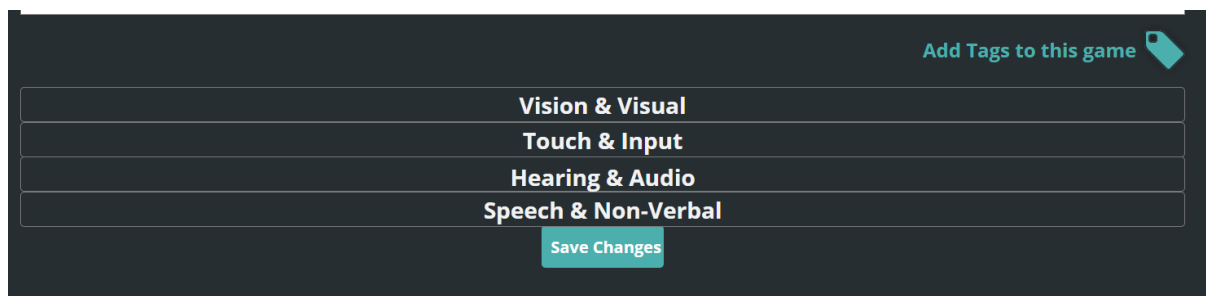 Add Tags to this game
Vision & Visual
Touch & Input
Hearing & Audio
Speech & Non-Verbal
Save Changes